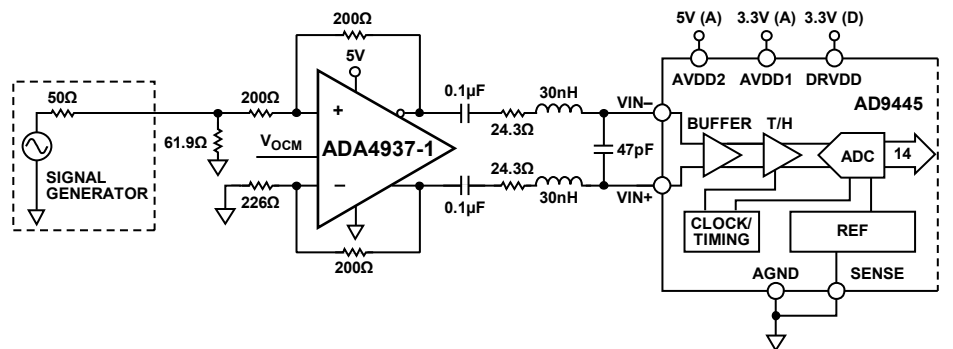 200Ω
5V
50Ω
200Ω
61.9Ω
SIGNAL
GENERATOR
+
VOCM
ADA4937-1
−
226Ω
200Ω
0.1µF
24.3Ω
30nH
47pF
24.3Ω
0.1µF
30nH
5V (A)
3.3V (A)
3.3V (D)
AVDD2
AVDD1
DRVDD
AD9445
VIN−
VIN+
BUFFER
T/H
ADC
14
CLOCK/
TIMING
REF
AGND
SENSE